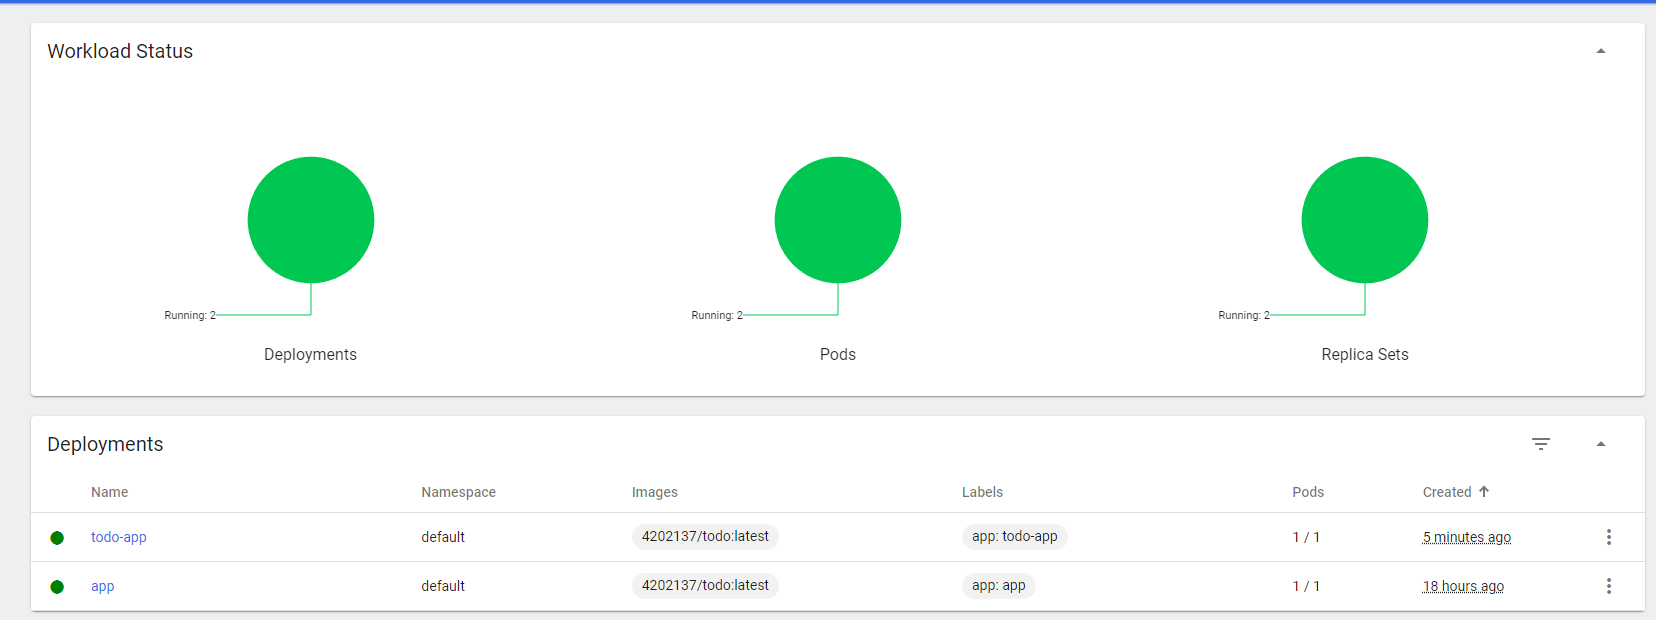 Workload Status
Running: 2
Deployments
Running: 2
Pods
Running: 2
Replica Sets
Deployments
Name Namespace Images Labels Pods Created
todo-app default 4202137/todo:latest app: todo-app 1 / 1 5 minutes ago
app default 4202137/todo:latest app: app 1 / 1 18 hours ago